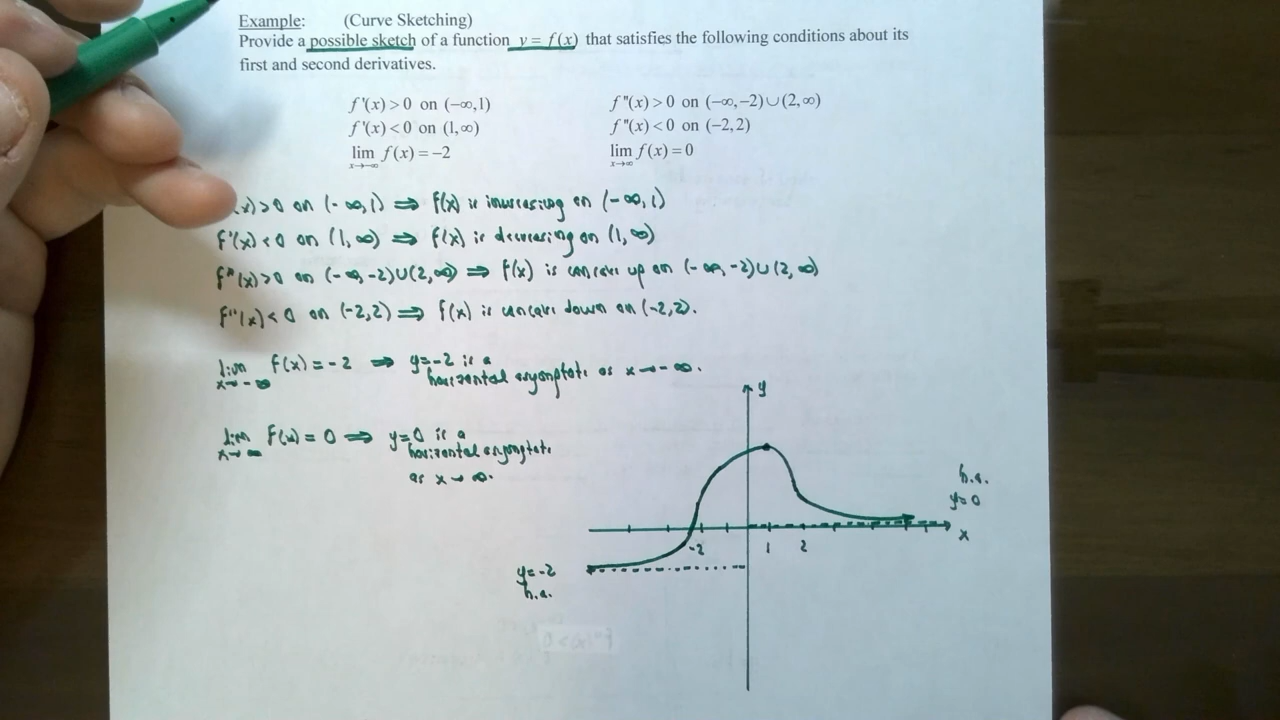 Example: (Curve Sketching)
Provide a possible sketch of a function y = f(x) that satisfies the following conditions about its
first and second derivatives.
f'(x) > 0 on (-∞,1) f"(x) > 0 on (-∞,-2)∪(2,∞)
f'(x) < 0 on (1,∞) f"(x) < 0 on (-2,2)
lim f(x) = -2 lim f(x) = 0
x→-∞ x→∞
x) > 0 on (-∞,1) ⇒ f(x) is increasing on (-∞,1)
f'(x) < 0 on (1,∞) ⇒ f(x) is decreasing on (1,∞)
f"(x) > 0 on (-∞,-2)∪(2,∞) ⇒ f(x) is concave up on (-∞,-2)∪(2,∞)
f"(x) < 0 on (-2,2) ⇒ f(x) is concave down on (-2,2).
lim f(x) = -2 ⇒ y=-2 is a
x→-∞ horizontal asymptote as x→-∞.
lim f(x) = 0 ⇒ y=0 is a
x→∞ horizontal asymptote
as x→∞.
y
h.a.
y=0
x
-2 1 2
y=-2
h.a.